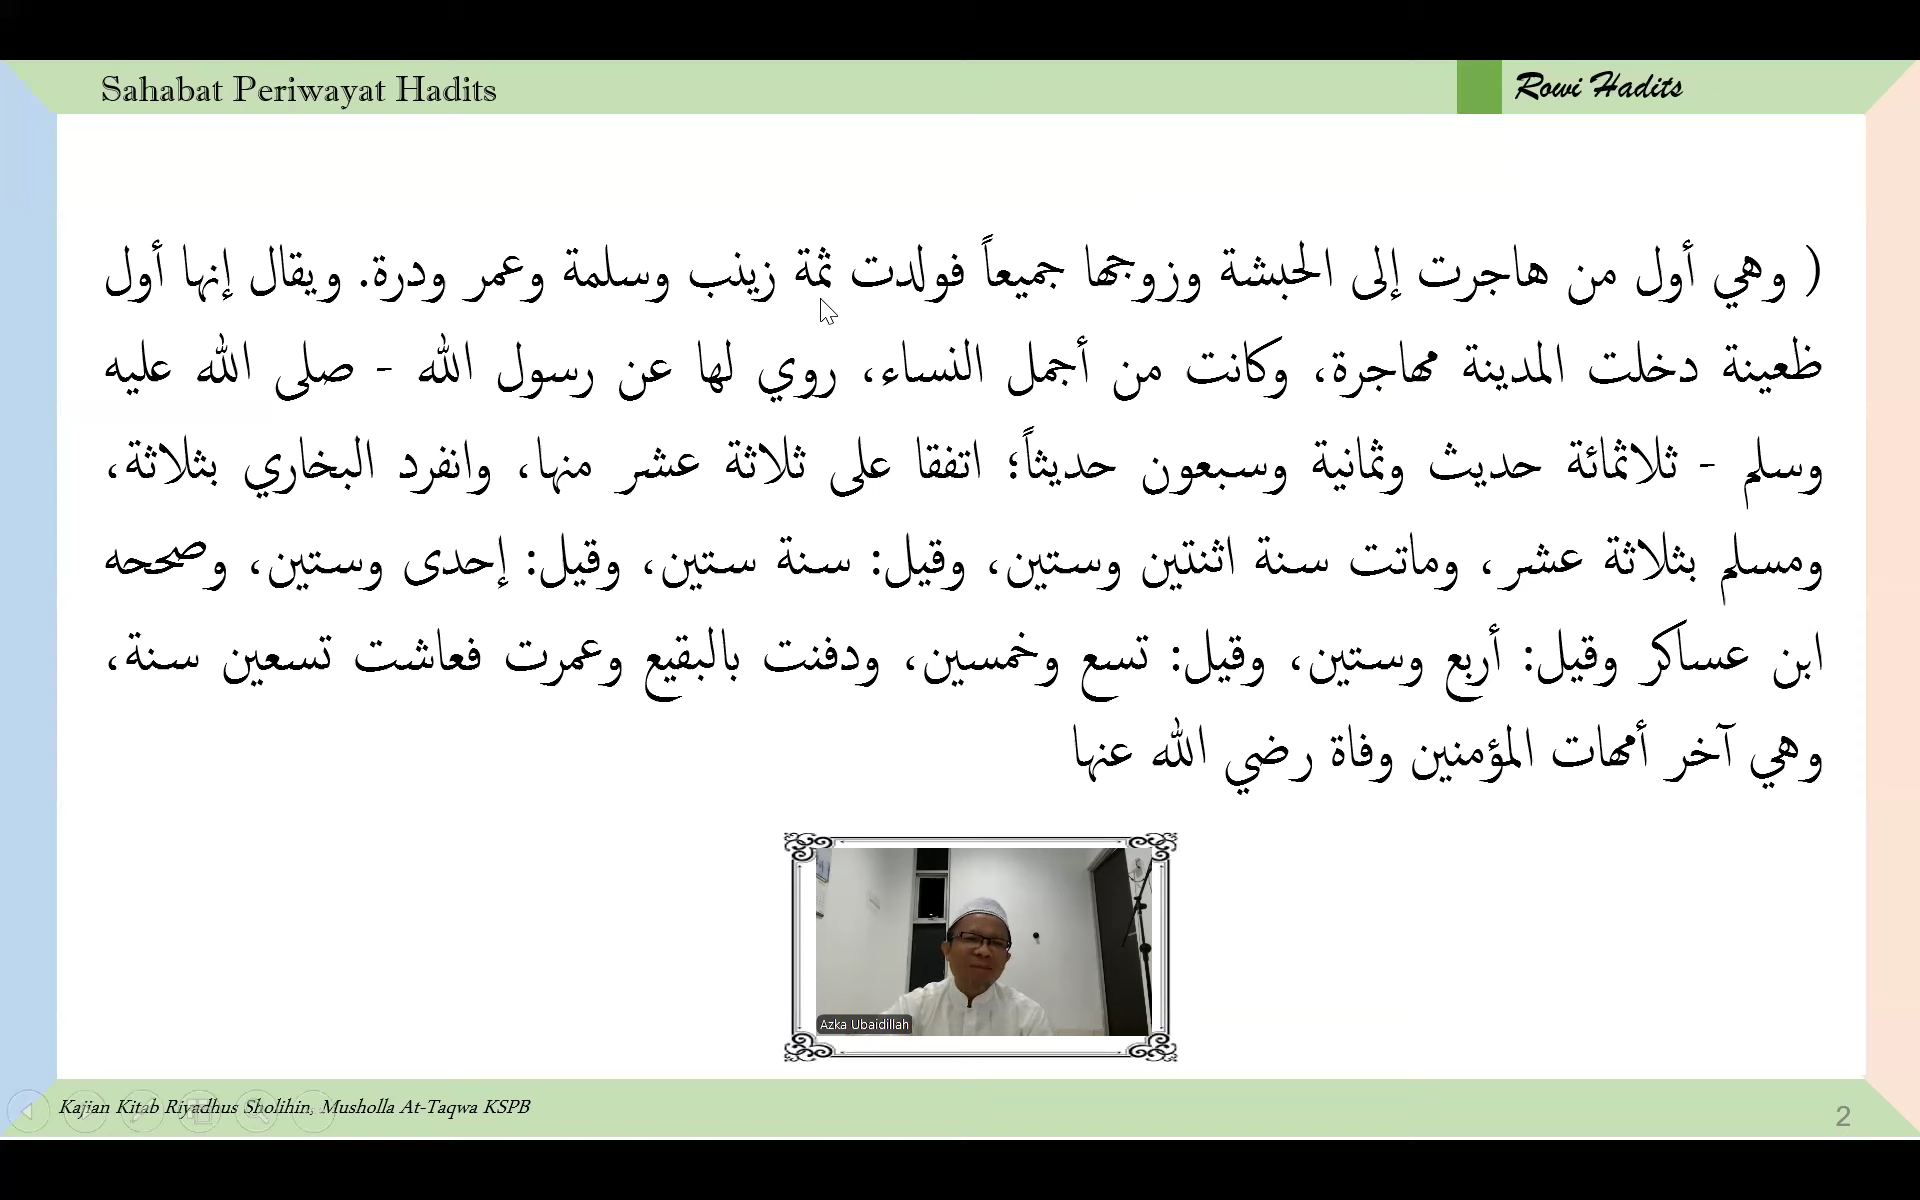 Sahabat Periwayat Hadits
Rowi Hadits
( وهي أول من هاجرت إلى الحبشة وزوجها جميعاً فولدت ثمة زينب وسلمة وعمر ودرة. ويقال إنها أول
ظعينة دخلت المدينة مهاجرة، وكانت من أجمل النساء، روي لها عن رسول الله - صلى الله عليه
وسلم - ثلاثمائة حديث وثمانية وسبعون حديثاً؛ اتفقا على ثلاثة عشر منها، وانفرد البخاري بثلاثة،
ومسلم بثلاثة عشر، وماتت سنة اثنتين وستين، وقيل: سنة ستين، وقيل: إحدى وستين، وصححه
ابن عساكر وقيل: أربع وستين، وقيل: تسع وخمسين، ودفنت بالبقيع وعمرت فعاشت تسعين سنة،
وهي آخر أمهات المؤمنين وفاة رضي الله عنها
Azka Ubaidillah
Kajian Kitab Riyadhus Sholihin, Musholla At-Taqwa KSPB
2